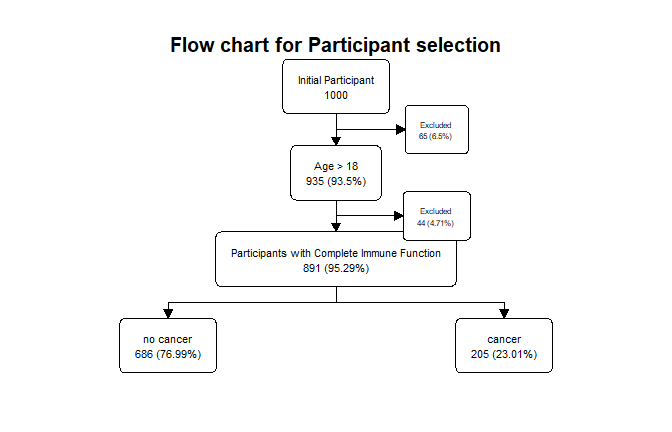 Flow chart for Participant selection
Initial Participant
1000
Excluded
65 (6.5%)
Age > 18
935 (93.5%)
Excluded
44 (4.71%)
Participants with Complete Immune Function
891 (95.29%)
no cancer
686 (76.99%)
cancer
205 (23.01%)